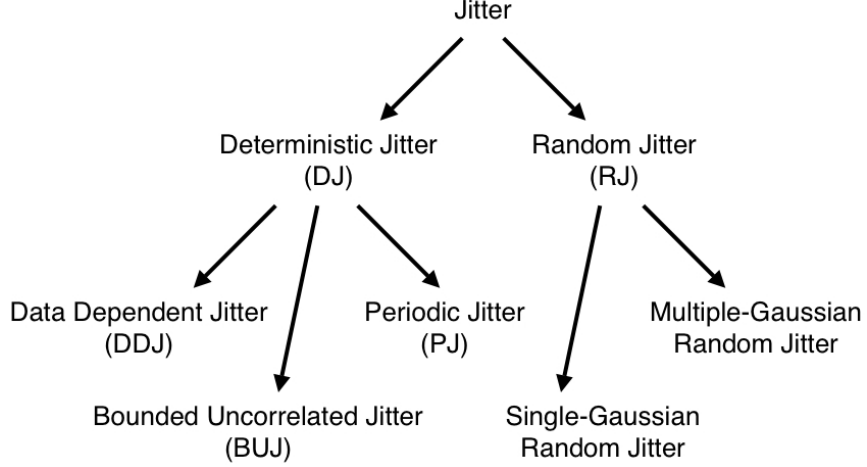 Jitter
Deterministic Jitter
(DJ)
Random Jitter
(RJ)
Data Dependent Jitter
(DDJ)
Periodic Jitter
(PJ)
Multiple-Gaussian
Random Jitter
Bounded Uncorrelated Jitter
(BUJ)
Single-Gaussian
Random Jitter